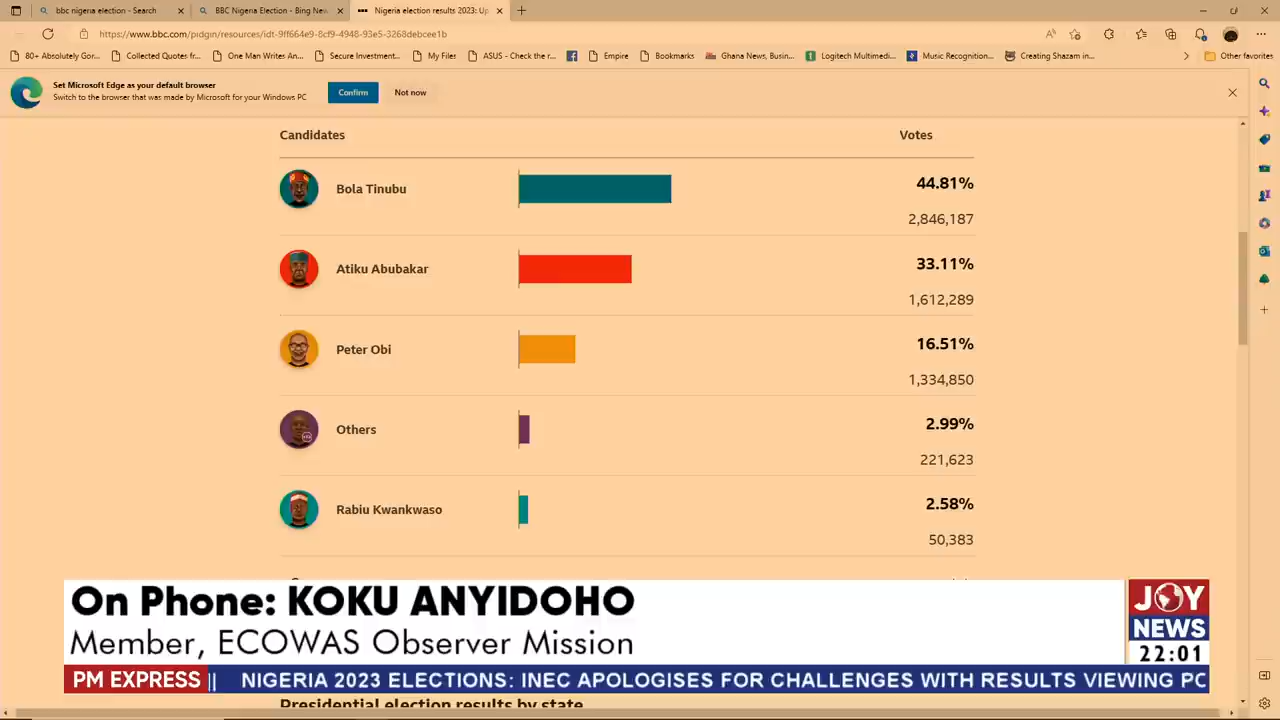 bbc nigeria election - Search
BBC Nigeria Election - Bing New
Nigeria election results 2023: Up
https://www.bbc.com/pidgin/resources/idt-9ff664e9-8cf9-4948-93e5-3268debcee1b
80+ Absolutely Gor...
Collected Quotes fr...
One Man Writes An...
Secure Investment...
My Files
ASUS - Check the r...
Empire
Bookmarks
Ghana News, Busin...
Logitech Multimedi...
Music Recognition...
Creating Shazam in...
Other favorites
Set Microsoft Edge as your default browser
Switch to the browser that was made by Microsoft for your Windows PC
Confirm
Not now
Candidates Votes
Bola Tinubu 44.81%
2,846,187
Atiku Abubakar 33.11%
1,612,289
Peter Obi 16.51%
1,334,850
Others 2.99%
221,623
Rabiu Kwankwaso 2.58%
50,383
On Phone: KOKU ANYIDOHO
Member, ECOWAS Observer Mission
JOY
NEWS
22:01
PM EXPRESS || NIGERIA 2023 ELECTIONS: INEC APOLOGISES FOR CHALLENGES WITH RESULTS VIEWING PO
Presidential election results by state